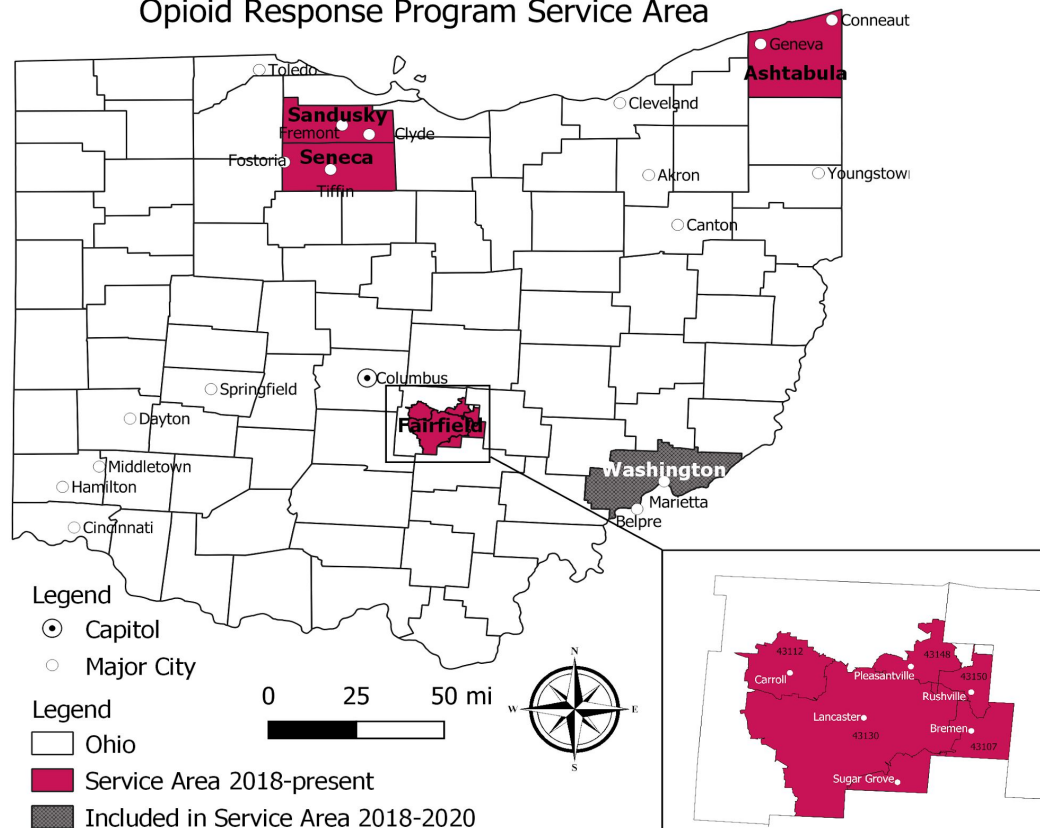 Opioid Response Program Service Area
Conneaut
Geneva
Ashtabula
Toledo
Cleveland
Sandusky
Fremont
Clyde
Fostoria
Seneca
Tiffin
Akron
Youngstow
Canton
Columbus
Springfield
Dayton
Fairfield
Middletown
Hamilton
Washington
Marietta
Belpre
Cincinnati
Legend
Capitol
Major City
Legend
Ohio
Service Area 2018-present
Included in Service Area 2018-2020
0 25 50 mi
N
W E
S
43112
Carroll
43148
Pleasantville
43150
Rushville
Lancaster
43130
Bremen
43107
Sugar Grove